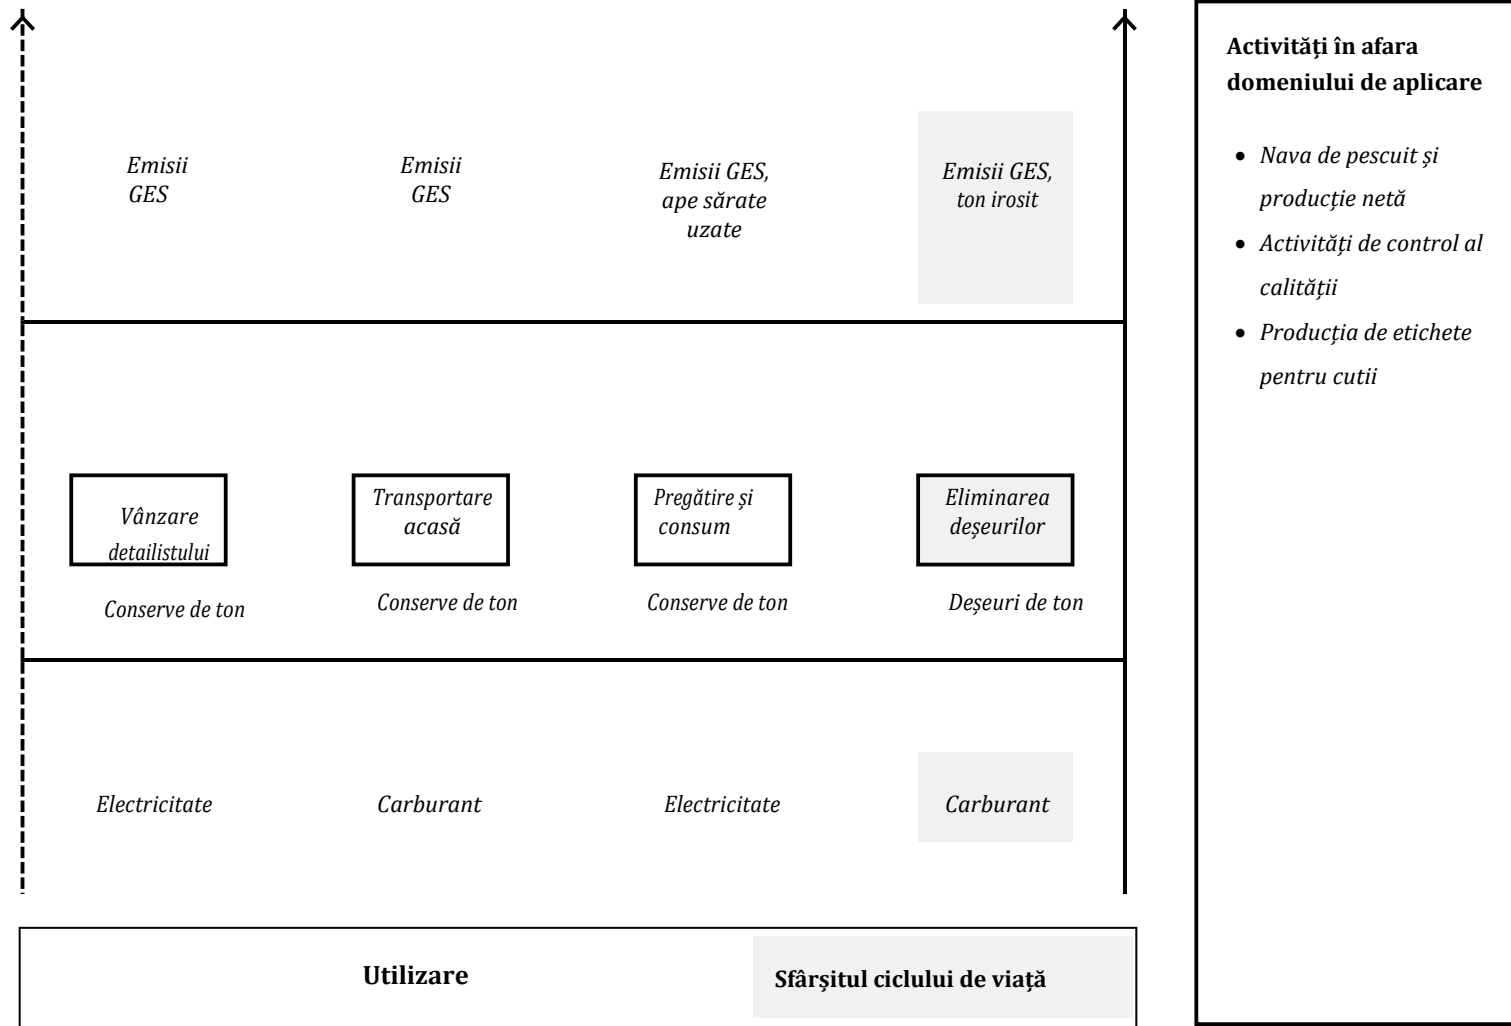 Emisii
GES
Emisii
GES
Emisii GES,
ape sărate
uzate
Emisii GES,
ton irosit
Vânzare
detailistului
Transportare
acasă
Pregătire și
consum
Eliminarea
deșeurilor
Conserve de ton
Conserve de ton
Conserve de ton
Deșeuri de ton
Electricitate
Carburant
Electricitate
Carburant
Utilizare
Sfârșitul ciclului de viață
Activități în afara
domeniului de aplicare
• Nava de pescuit și
producție netă
• Activități de control al
calității
• Producția de etichete
pentru cutii